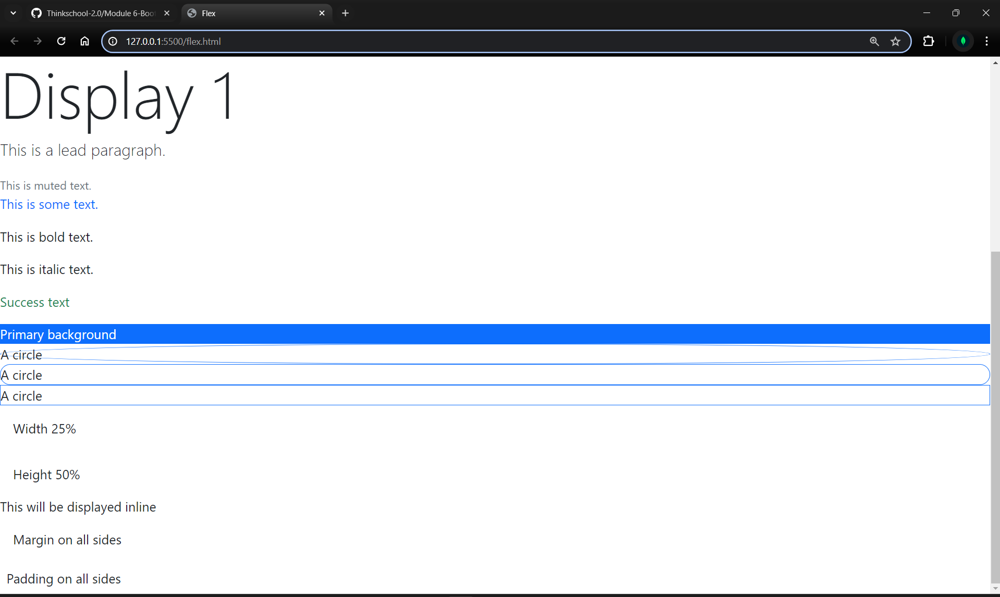 Thinkschool-2.0/Module 6-Boo
Flex
127.0.0.1:5500/flex.html
Display 1
This is a lead paragraph.
This is muted text.
This is some text.
This is bold text.
This is italic text.
Success text
Primary background
A circle
A circle
A circle
Width 25%
Height 50%
This will be displayed inline
Margin on all sides
Padding on all sides